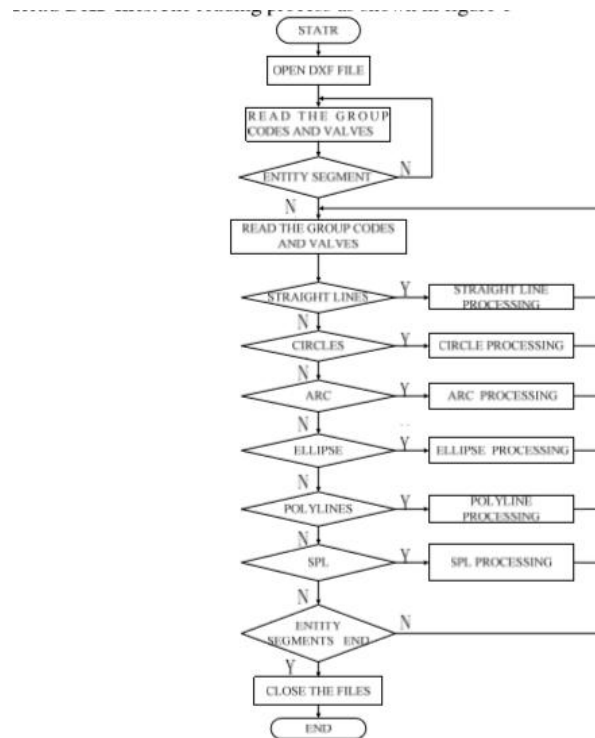 STATR
OPEN DXF FILE
READ THE GROUP
CODES AND VALVES
ENTITY SEGMENT
N
N
READ THE GROUP CODES
AND VALVES
STRAIGHT LINES
Y
STRAIGHT LINE
PROCESSING
N
CIRCLES
Y
CIRCLE PROCESSING
N
ARC
Y
ARC PROCESSING
N
ELLIPSE
Y
ELLIPSE PROCESSING
N
POLYLINES
Y
POLYLINE
PROCESSING
N
SPL
Y
SPL PROCESSING
N
ENTITY
SEGMENTS END
N
Y
CLOSE THE FILES
END